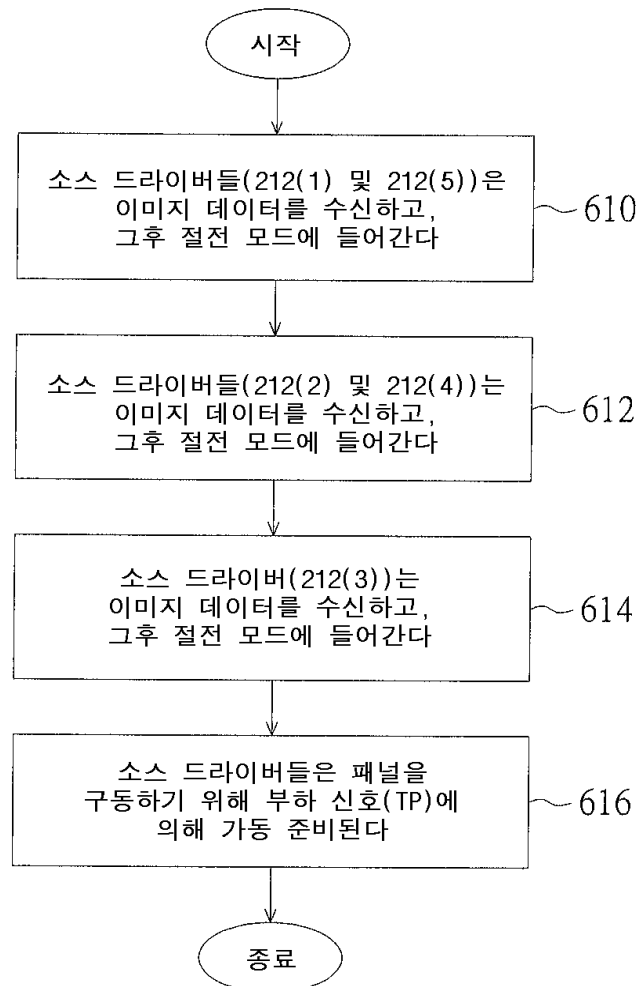 시작
소스 드라이버들(212(1) 및 212(5))은
이미지 데이터를 수신하고,
그후 절전 모드에 들어간다
610
소스 드라이버들(212(2) 및 212(4))는
이미지 데이터를 수신하고,
그후 절전 모드에 들어간다
612
소스 드라이버(212(3))는
이미지 데이터를 수신하고,
그후 절전 모드에 들어간다
614
소스 드라이버들은 패널을
구동하기 위해 부하 신호(TP)에
의해 가동 준비된다
616
종료